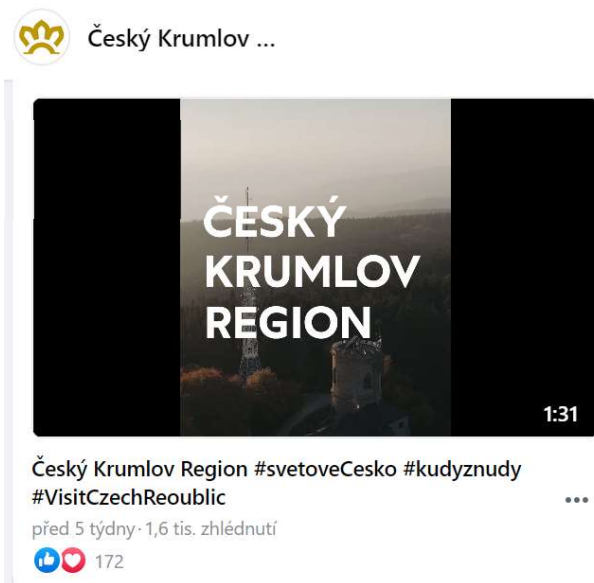 Český Krumlov ...
ČESKÝ
KRUMLOV
REGION
1:31
Český Krumlov Region #svetoveCesko #kudyznudy
#VisitCzechReoublic
před 5 týdny · 1,6 tis. zhlédnutí
172